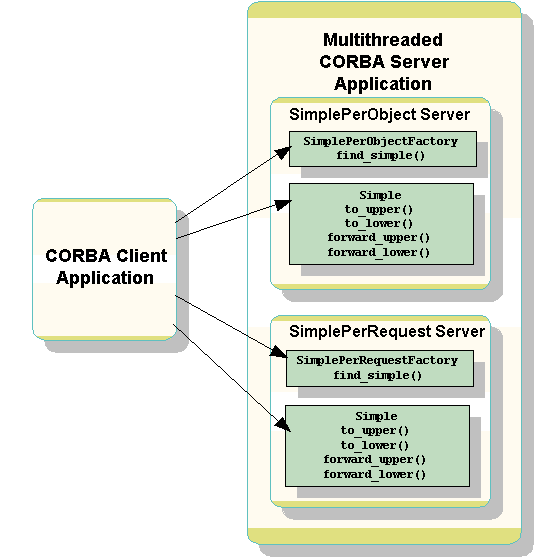 Multithreaded
CORBA Server
Application
SimplePerObject Server
SimplePerObjectFactory
find_simple()
Simple
to_upper()
to_lower()
forward_upper()
forward_lower()
CORBA Client
Application
SimplePerRequest Server
SimplePerRequestFactory
find_simple()
Simple
to_upper()
to_lower()
forward_upper()
forward_lower()